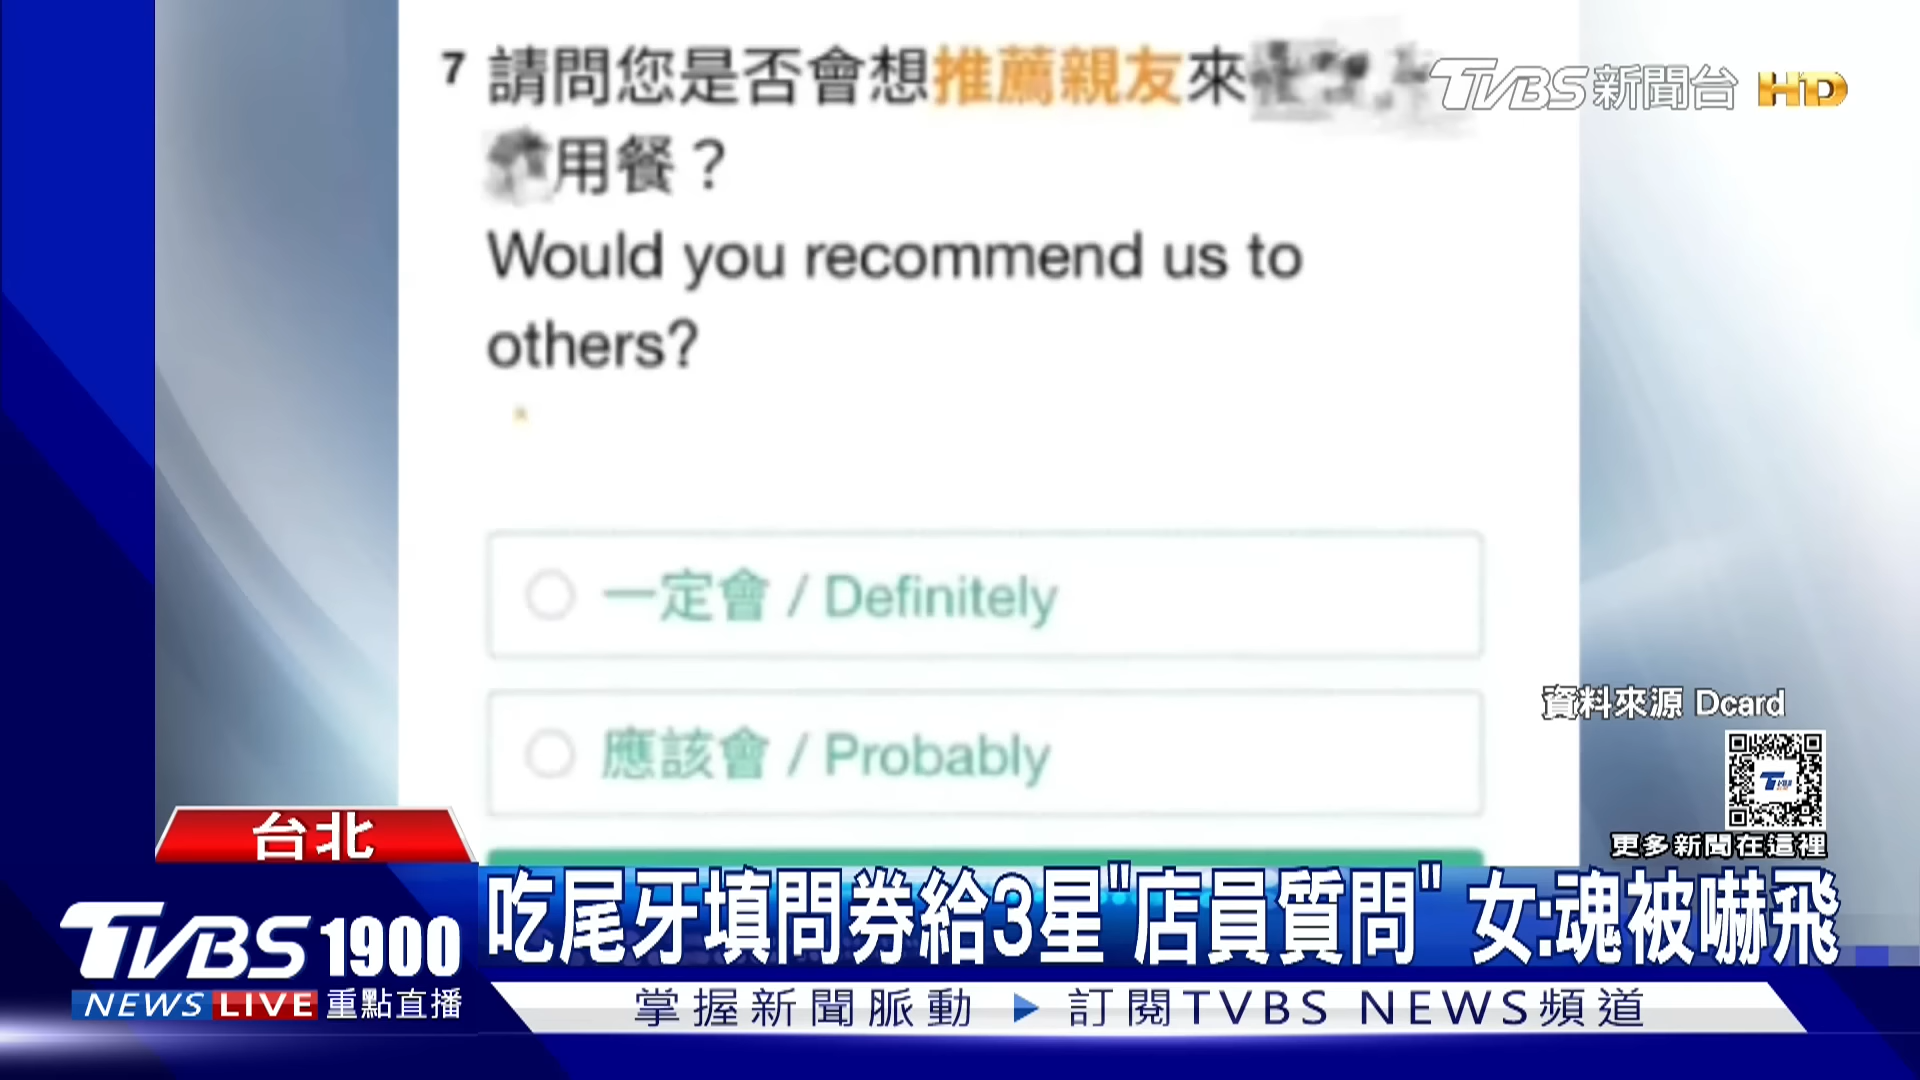 7 請問您是否會想推薦親友來
用餐？
Would you recommend us to
others?
*
一定會 / Definitely
應該會 / Probably
TVBS新聞台 HD
資料來源 Dcard
TVBS
更多新聞在這裡
台北
吃尾牙填問券給3星"店員質問" 女:魂被嚇飛
TVBS 1900
NEWS LIVE 重點直播
掌握新聞脈動 ▶ 訂閱TVBS NEWS頻道